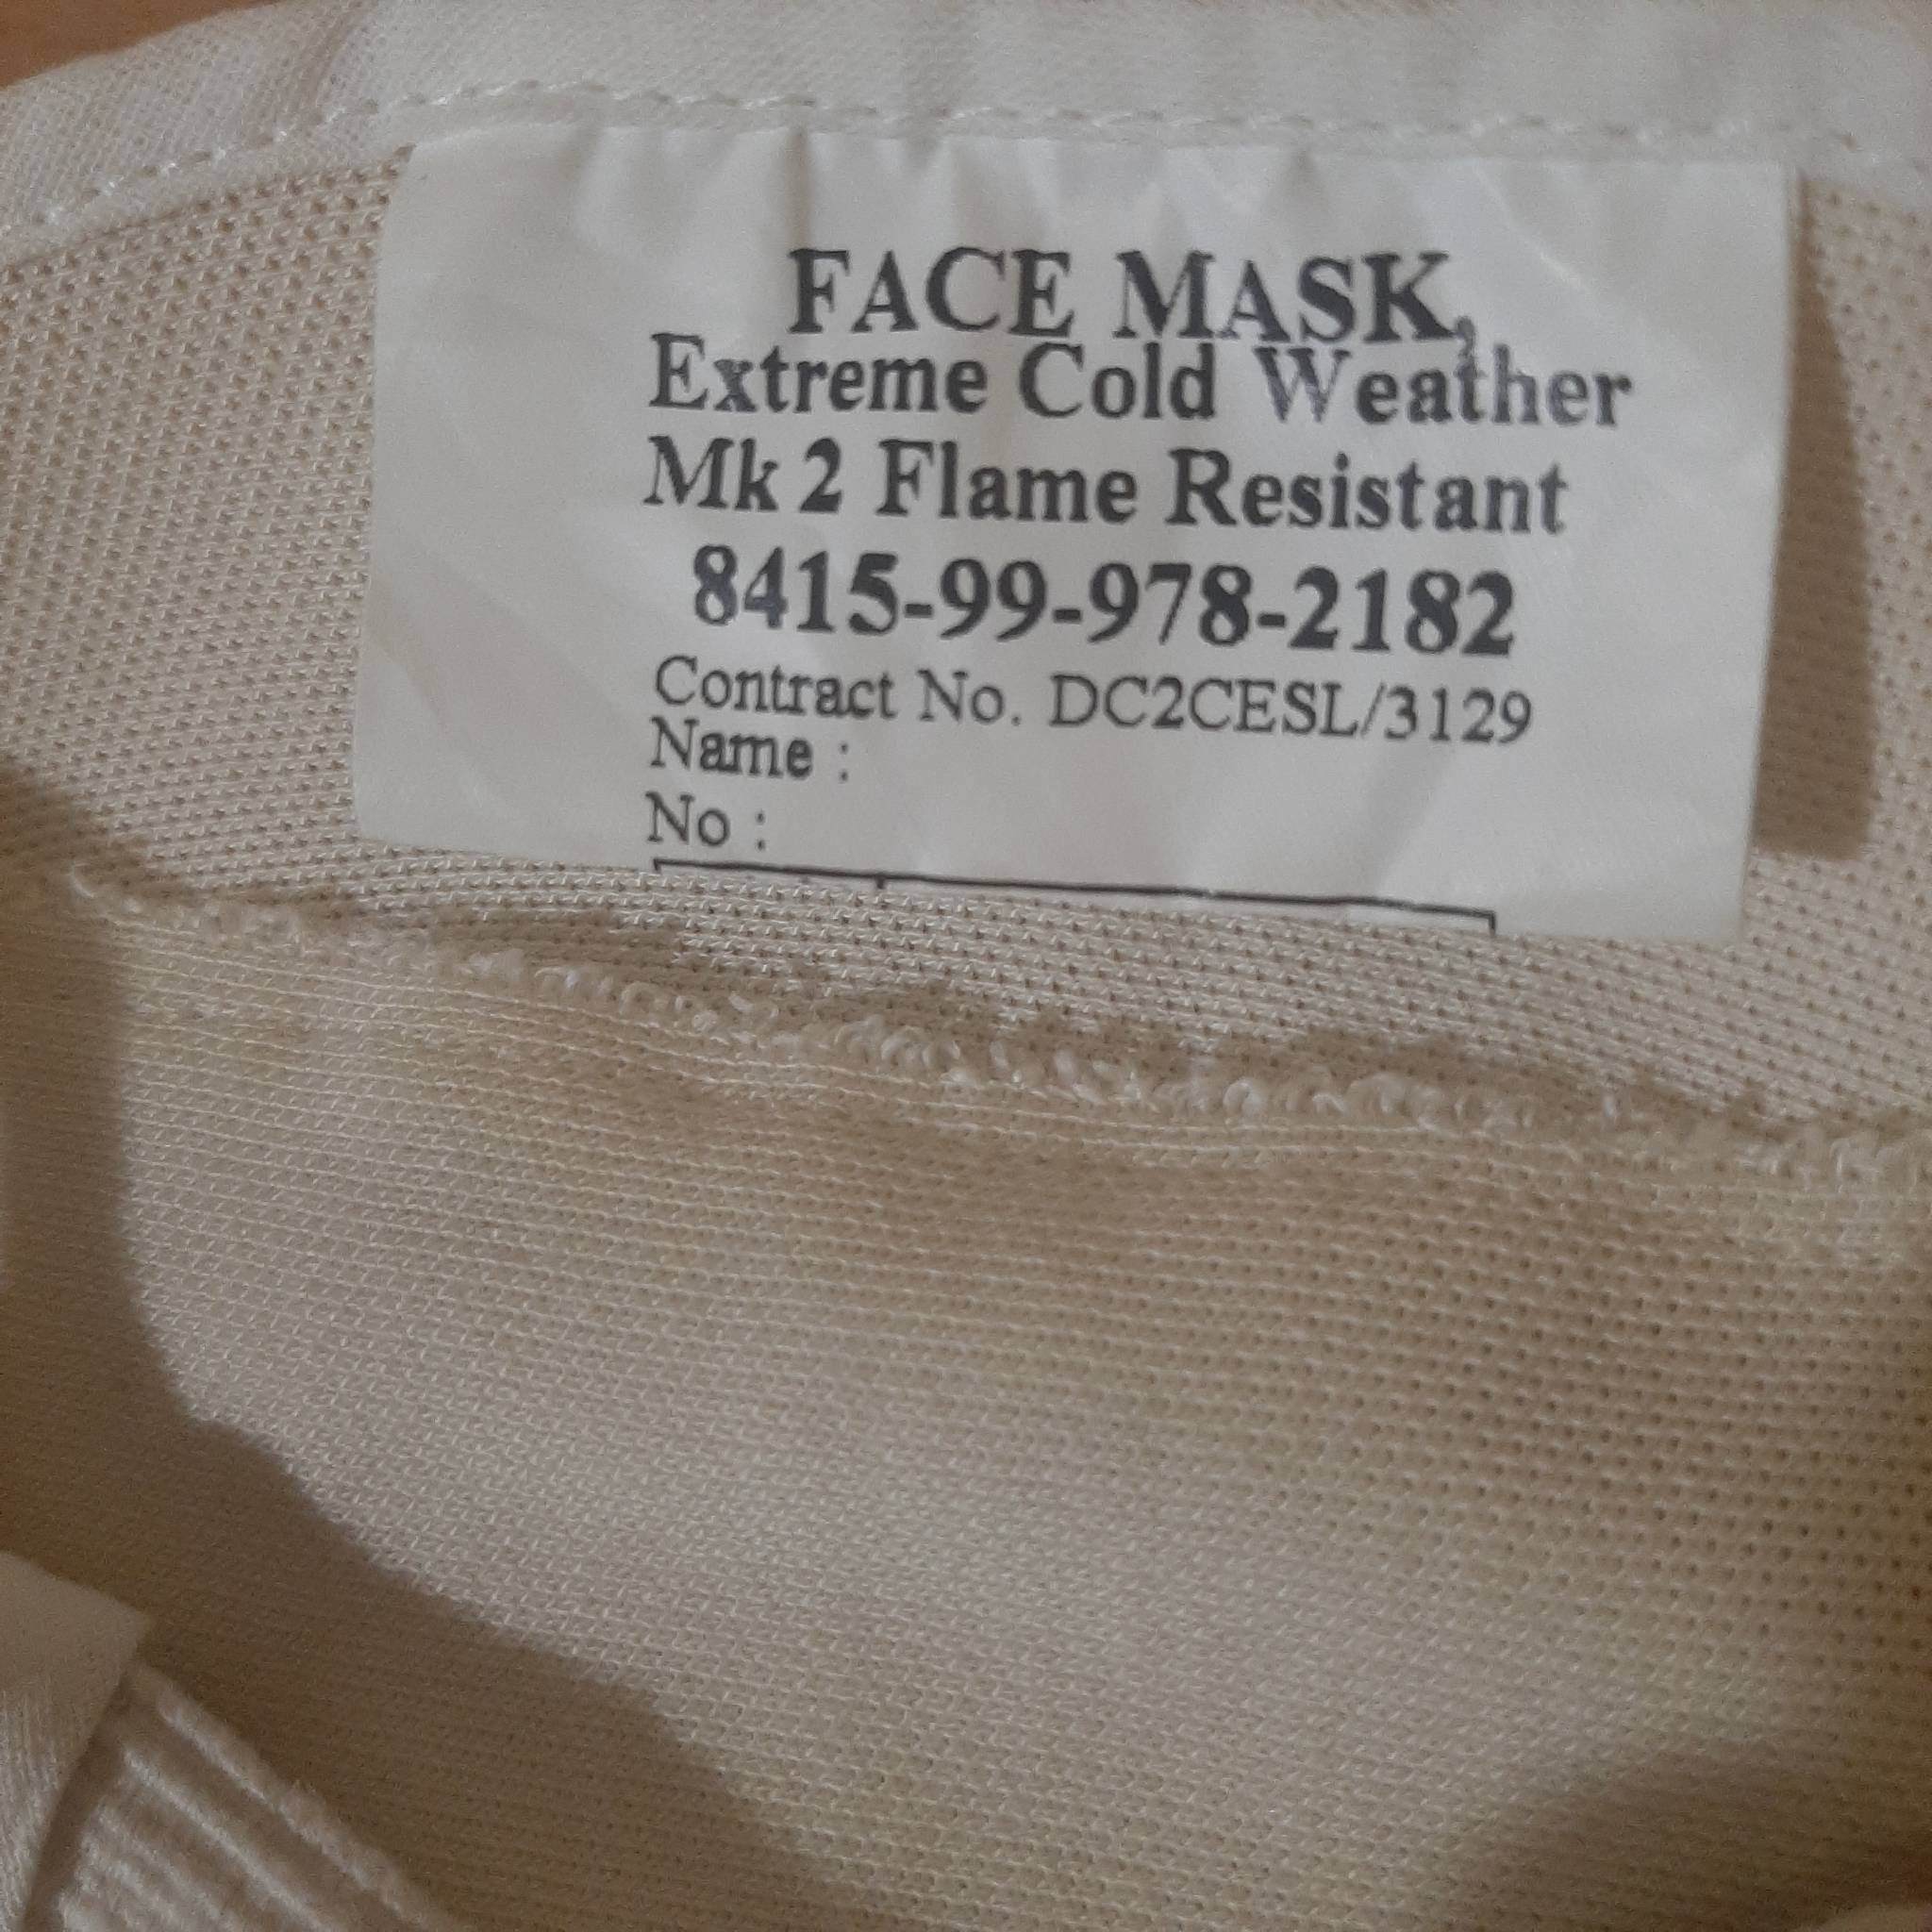 FACE MASK,
Extreme Cold Weather
Mk 2 Flame Resistant
8415-99-978-2182
Contract No. DC2CESL/3129
Name :
No :